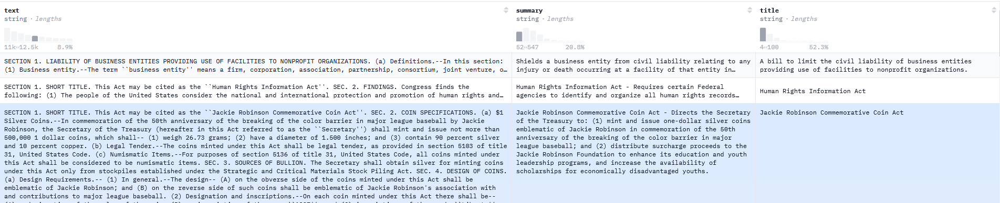 text
string · lengths
11k↔12.5k 8.9%
summary
string · lengths
52↔547 20.8%
title
string · lengths
4↔100 52.3%
SECTION 1. LIABILITY OF BUSINESS ENTITIES PROVIDING USE OF FACILITIES TO NONPROFIT ORGANIZATIONS. (a) Definitions.--In this section:
(1) Business entity.--The term ``business entity'' means a firm, corporation, association, partnership, consortium, joint venture, o…
Shields a business entity from civil liability relating to any
injury or death occurring at a facility of that entity in…
A bill to limit the civil liability of business entities
providing use of facilities to nonprofit organizations.
SECTION 1. SHORT TITLE. This Act may be cited as the ``Human Rights Information Act''. SEC. 2. FINDINGS. Congress finds the
following: (1) The people of the United States consider the national and international protection and promotion of human rights and…
Human Rights Information Act - Requires certain Federal
agencies to identify and organize all human rights records…
Human Rights Information Act
SECTION 1. SHORT TITLE. This Act may be cited as the ``Jackie Robinson Commemorative Coin Act''. SEC. 2. COIN SPECIFICATIONS. (a) $1
Silver Coins.--In commemoration of the 50th anniversary of the breaking of the color barrier in major league baseball by Jackie
Robinson, the Secretary of the Treasury (hereafter in this Act referred to as the ``Secretary'') shall mint and issue not more than
500,000 1 dollar coins, which shall-- (1) weigh 26.73 grams; (2) have a diameter of 1.500 inches; and (3) contain 90 percent silver
and 10 percent copper. (b) Legal Tender.--The coins minted under this Act shall be legal tender, as provided in section 5103 of title
31, United States Code. (c) Numismatic Items.--For purposes of section 5136 of title 31, United States Code, all coins minted under
this Act shall be considered to be numismatic items. SEC. 3. SOURCES OF BULLION. The Secretary shall obtain silver for minting coins
under this Act only from stockpiles established under the Strategic and Critical Materials Stock Piling Act. SEC. 4. DESIGN OF COINS.
(a) Design Requirements.-- (1) In general.--The design-- (A) on the obverse side of the coins minted under this Act shall be
emblematic of Jackie Robinson; and (B) on the reverse side of such coins shall be emblematic of Jackie Robinson's association with
and contributions to major league baseball. (2) Designation and inscriptions.--On each coin minted under this Act there shall be--
Jackie Robinson Commemorative Coin Act - Directs the Secretary
of the Treasury to: (1) mint and issue one-dollar silver coins
emblematic of Jackie Robinson in commemoration of the 50th
anniversary of the breaking of the color barrier in major
league baseball; and (2) distribute surcharge proceeds to the
Jackie Robinson Foundation to enhance its education and youth
leadership programs, and increase the availability of
scholarships for economically disadvantaged youths.
Jackie Robinson Commemorative Coin Act